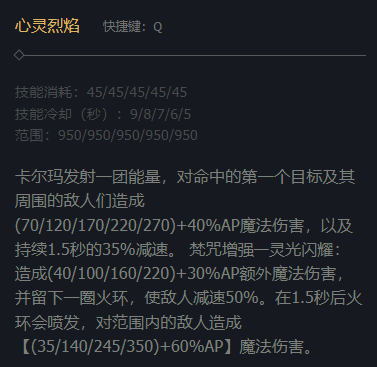 心灵烈焰 快捷键：Q
技能消耗：45/45/45/45/45
技能冷却（秒）：9/8/7/6/5
范围：950/950/950/950/950
卡尔玛发射一团能量，对命中的第一个目标及其
周围的敌人们造成
(70/120/170/220/270)+40%AP魔法伤害，以及
持续1.5秒的35%减速。 梵咒增强—灵光闪耀：
造成(40/100/160/220)+30%AP额外魔法伤害，
并留下一圈火环，使敌人减速50%。在1.5秒后火
环会喷发，对范围内的敌人造成
【(35/140/245/350)+60%AP】魔法伤害。